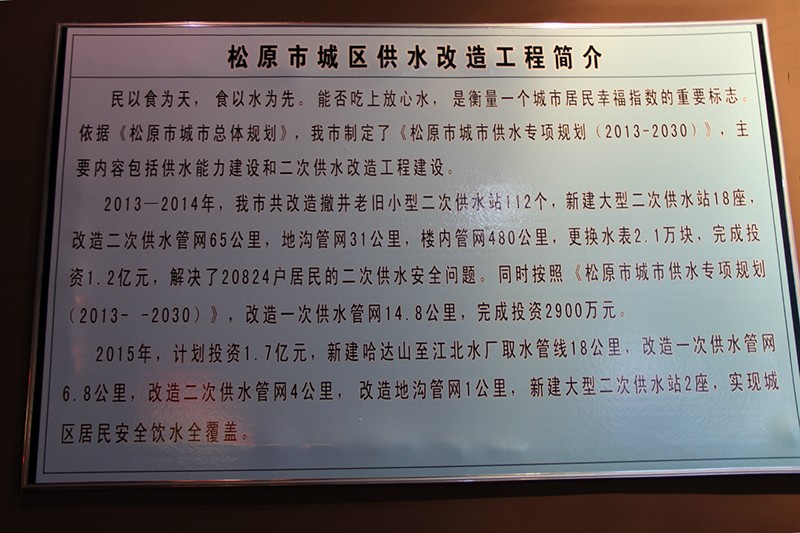 松原市城区供水改造工程简介
民以食为天，食以水为先。能否吃上放心水，是衡量一个城市居民幸福指数的重要标志。
依据《松原市城市总体规划》，我市制定了《松原市城市供水专项规划（2013-2030）》，主
要内容包括供水能力建设和二次供水改造工程建设。
2013—2014年，我市共改造撤并老旧小型二次供水站112个，新建大型二次供水站18座，
改造二次供水管网65公里，地沟管网31公里，楼内管网480公里，更换水表2.1万块，完成投
资1.2亿元，解决了20824户居民的二次供水安全问题。同时按照《松原市城市供水专项规划
（2013- -2030）》，改造一次供水管网14.8公里，完成投资2900万元。
2015年，计划投资1.7亿元，新建哈达山至江北水厂取水管线18公里，改造一次供水管网
6.8公里，改造二次供水管网4公里， 改造地沟管网1公里，新建大型二次供水站2座，实现城
区居民安全饮水全覆盖。